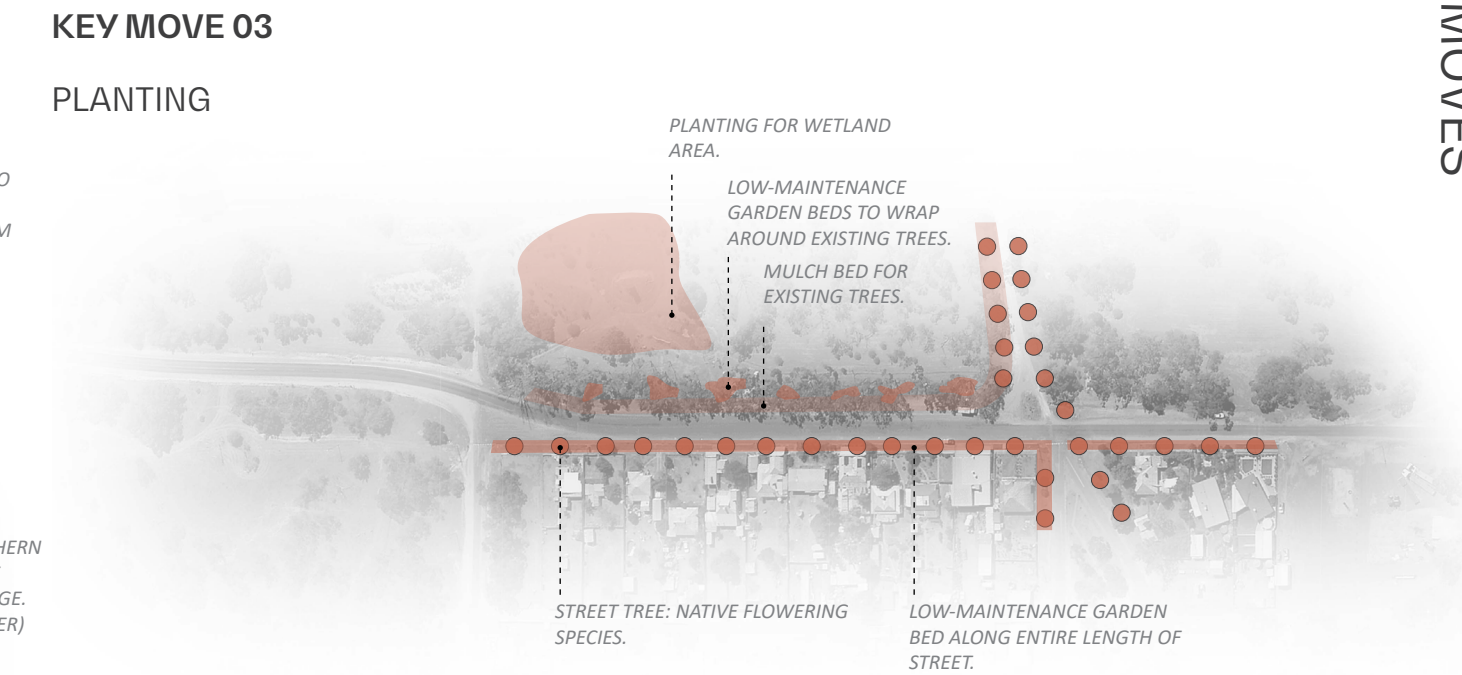 KEY MOVE 03
PLANTING
MOVES
PLANTING FOR WETLAND
AREA.
LOW-MAINTENANCE
GARDEN BEDS TO WRAP
AROUND EXISTING TREES.
MULCH BED FOR
EXISTING TREES.
STREET TREE: NATIVE FLOWERING
SPECIES.
LOW-MAINTENANCE GARDEN
BED ALONG ENTIRE LENGTH OF
STREET.